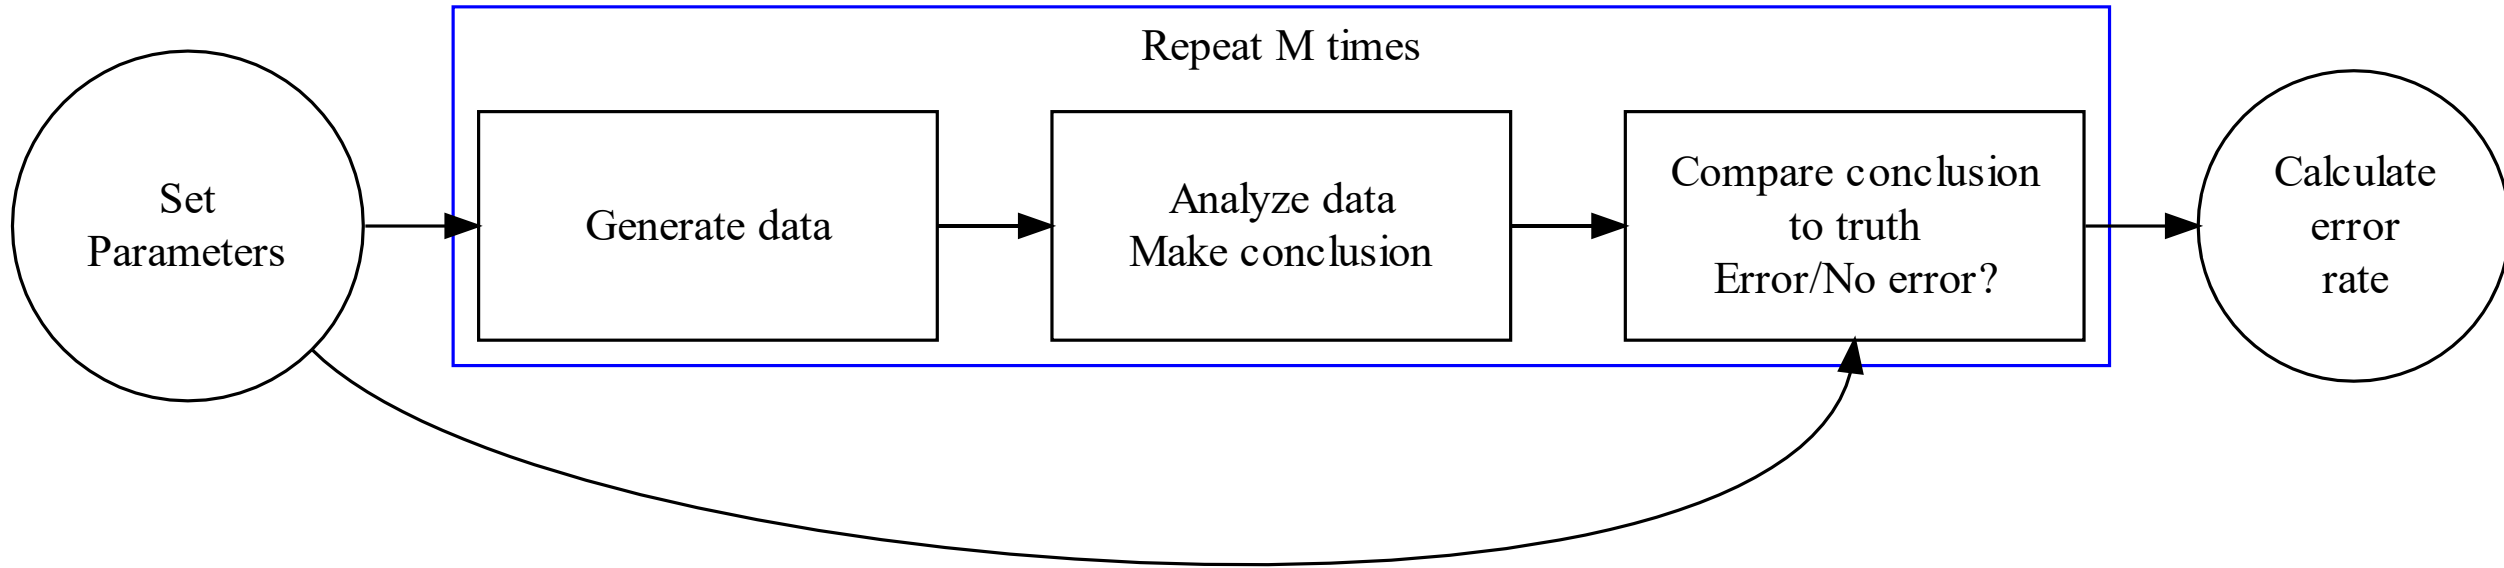 Repeat M times
Set
Parameters
Generate data
Analyze data
Make conclusion
Compare conclusion
to truth
Error/No error?
Calculate
error
rate